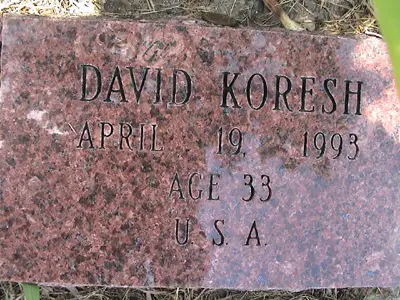 DAVID KORESH
APRIL 19, 1993
AGE 33
U. S. A.